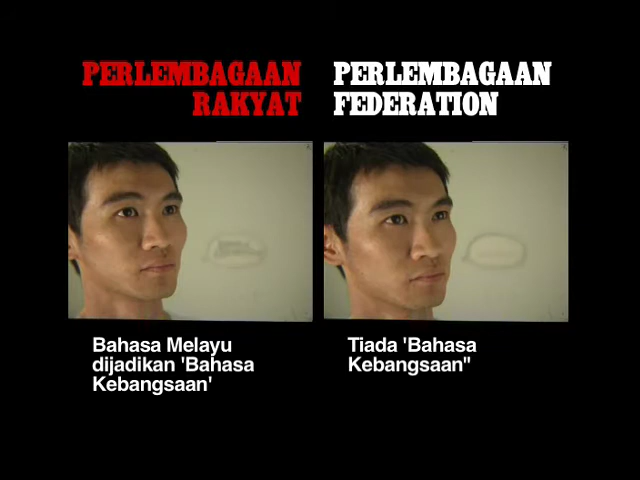 PERLEMBAGAAN
RAKYAT
PERLEMBAGAAN
FEDERATION
Bahasa Melayu
dijadikan 'Bahasa
Kebangsaan'
Tiada 'Bahasa
Kebangsaan"